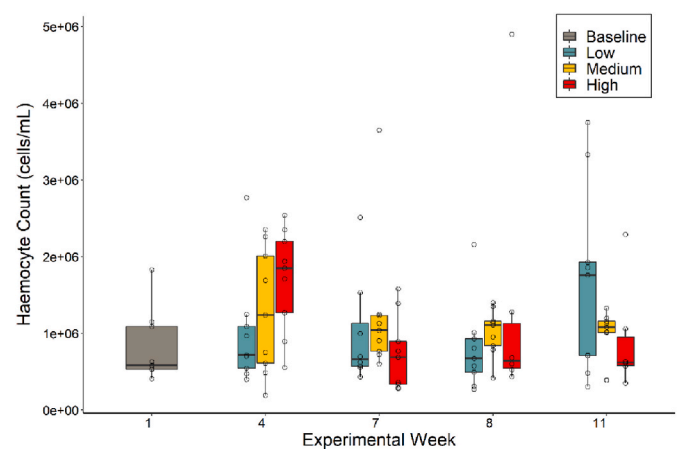 5e+06
4e+06
3e+06
2e+06
1e+06
0e+00
Haemocyte Count (cells/mL)
Baseline
Low
Medium
High
1 4 7 8 11
Experimental Week